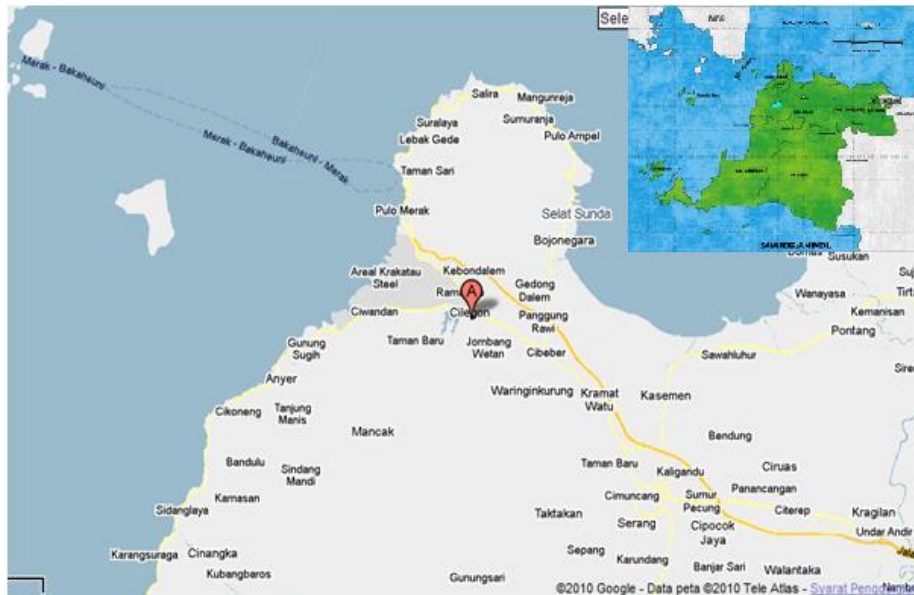 Sele
Merak - Bakahauni
Merak - Bakahauni
Bakahauni - Merak
Salira
Mangunreja
Suralaya
Sumuranja
Lebak Gede
Pulo Ampel
Taman Sari
Pulo Merak
Selat Sunda
Bojonegara
Areal Krakatau
Steel
Kebondalem
Gedong
Dalem
A
Cilegon
Ciwandan
Panggung
Rawi
Taman Baru
Jombang
Wetan
Cibeber
Gunung
Sugih
Anyer
Waringinkurung
Kramat
Watu
Kasemen
Sawahluhur
Susukan
Wanayasa
Kemanisan
Pontang
Cikoneng
Tanjung
Manis
Mancak
Bendung
Bandulu
Sindang
Mandi
Taman Baru
Kaligandu
Ciruas
Kamasan
Cimuncang
Sumur
Pecung
Panancangan
Sidanglaya
Taktakan
Serang
Cipocok
Jaya
Citerep
Kragilan
Undar Andir
Karangsuraga
Cinangka
Sepang
Karundang
Banjar Sari
Walantaka
Kubangbaros
Gunungsari
©2010 Google - Data peta ©2010 Tele Atlas - Syarat